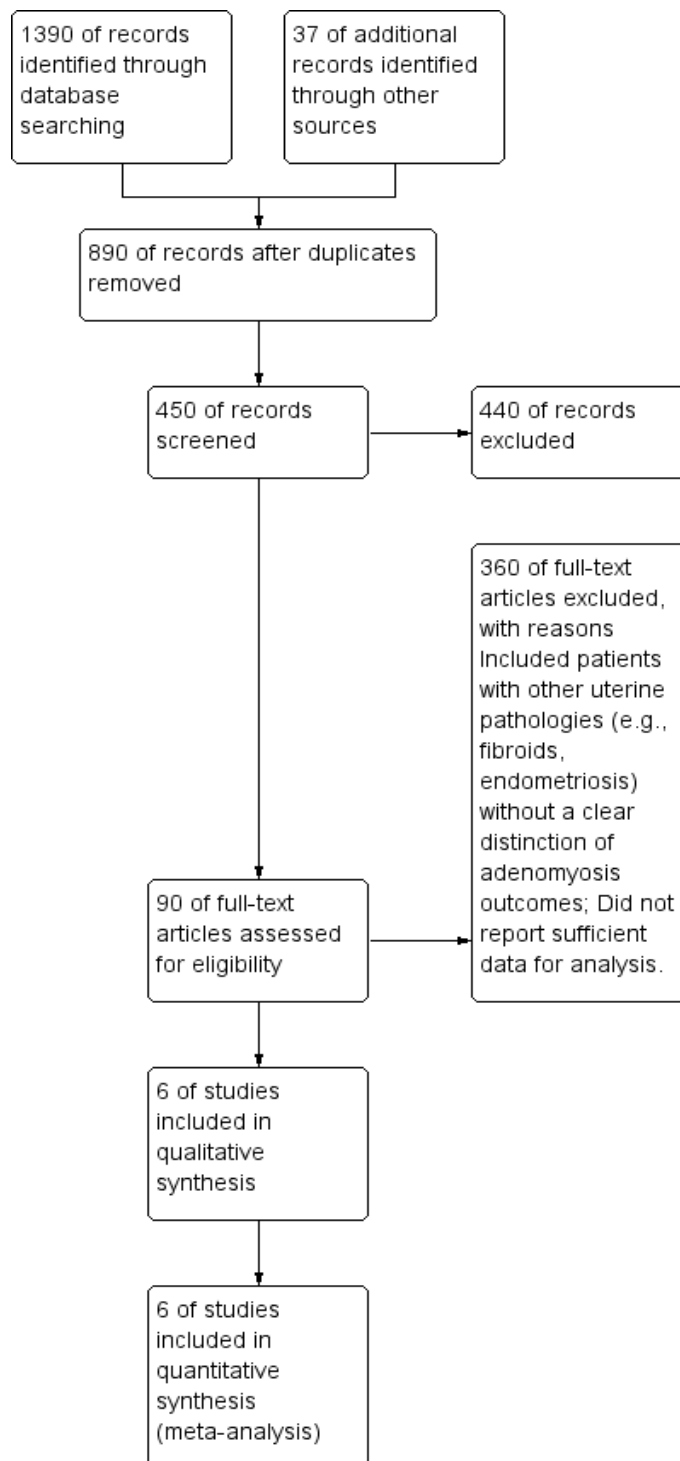 1390 of records
identified through
database
searching
37 of additional
records identified
through other
sources
890 of records after duplicates
removed
450 of records
screened
440 of records
excluded
360 of full-text
articles excluded,
with reasons
Included patients
with other uterine
pathologies (e.g.,
fibroids,
endometriosis)
without a clear
distinction of
adenomyosis
outcomes; Did not
report sufficient
data for analysis.
90 of full-text
articles assessed
for eligibility
6 of studies
included in
qualitative
synthesis
6 of studies
included in
quantitative
synthesis
(meta-analysis)